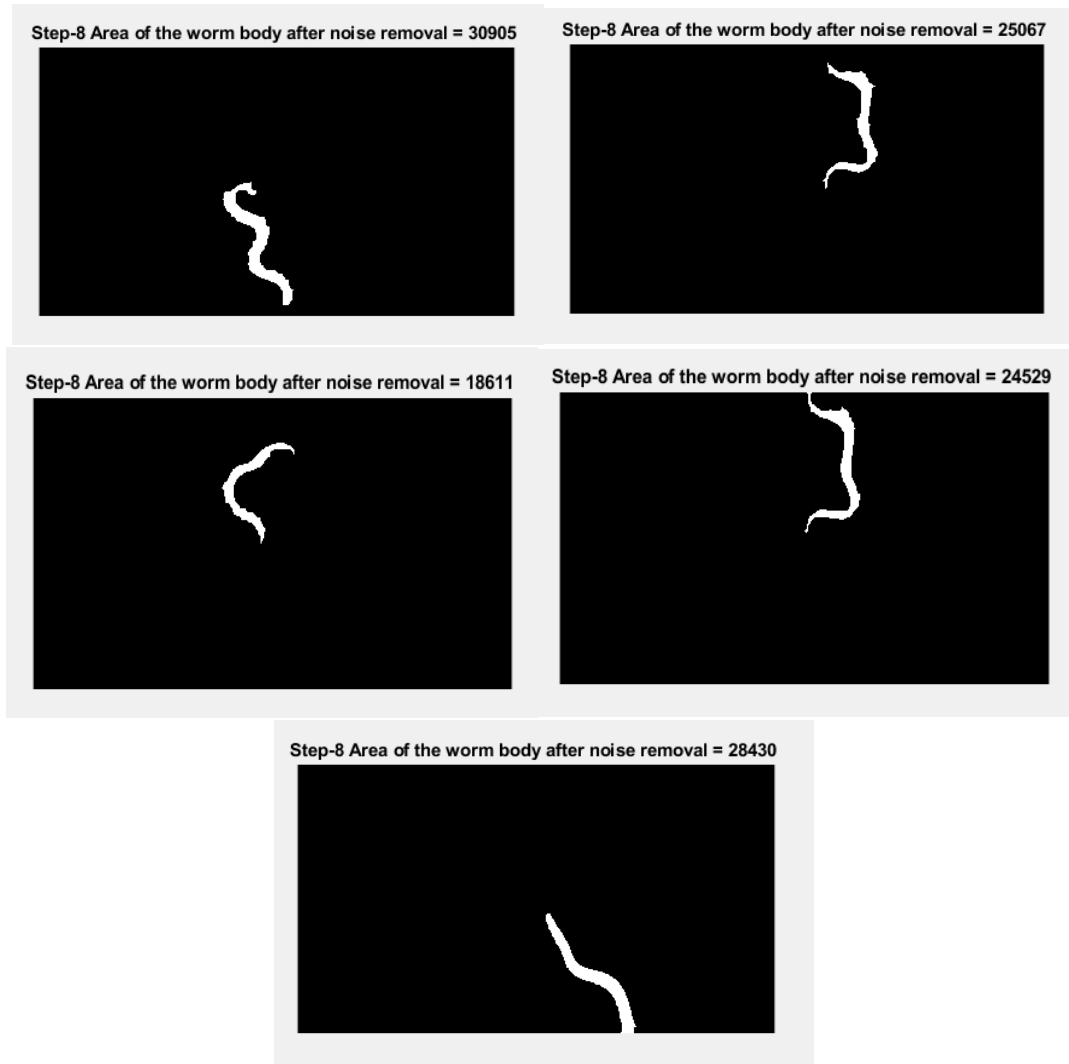 Step-8 Area of the worm body after noise removal = 30905
Step-8 Area of the worm body after noise removal = 25067
Step-8 Area of the worm body after noise removal = 18611
Step-8 Area of the worm body after noise removal = 24529
Step-8 Area of the worm body after noise removal = 28430